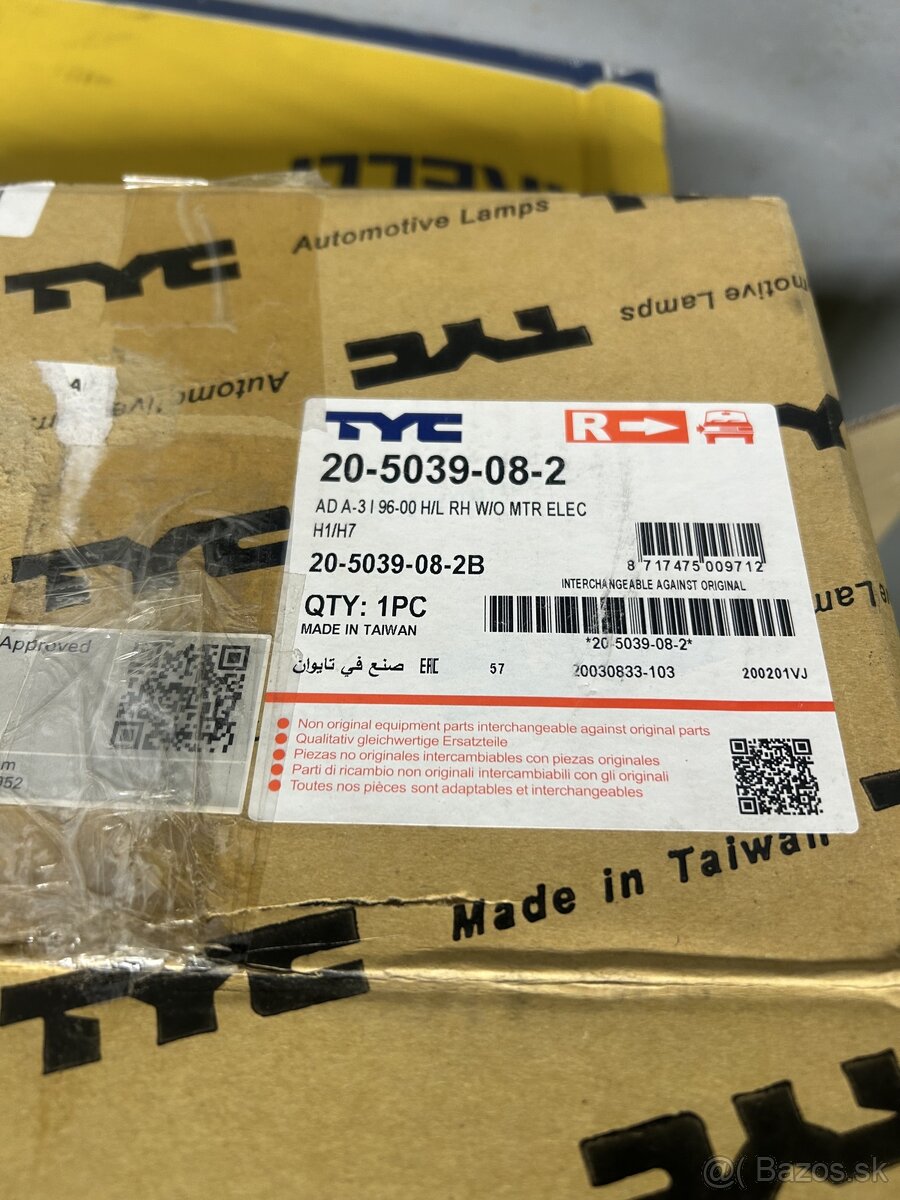 Automotive Lamps
TYC
Automotive Lamps
TYC
A
Automotive
TYC
R
20-5039-08-2
AD A-3 I 96-00 H/L RH W/O MTR ELEC
H1/H7
8 717475 009712
20-5039-08-2B
INTERCHANGEABLE AGAINST ORIGINAL
QTY: 1PC
MADE IN TAIWAN
*20-5039-08-2*
صنع في تايوان EAC 57 20030833-103 200201VJ
TYC
Approved
Non original equipment parts interchangeable against original parts
Qualitativ gleichwertige Ersatzteile
Piezas no originales intercambiables con piezas originales
Parti di ricambio non originali intercambiabili con gli originali
Toutes nos pièces sont adaptables et interchangeables
Made in Taiwan
TYC
@( Bazos.sk